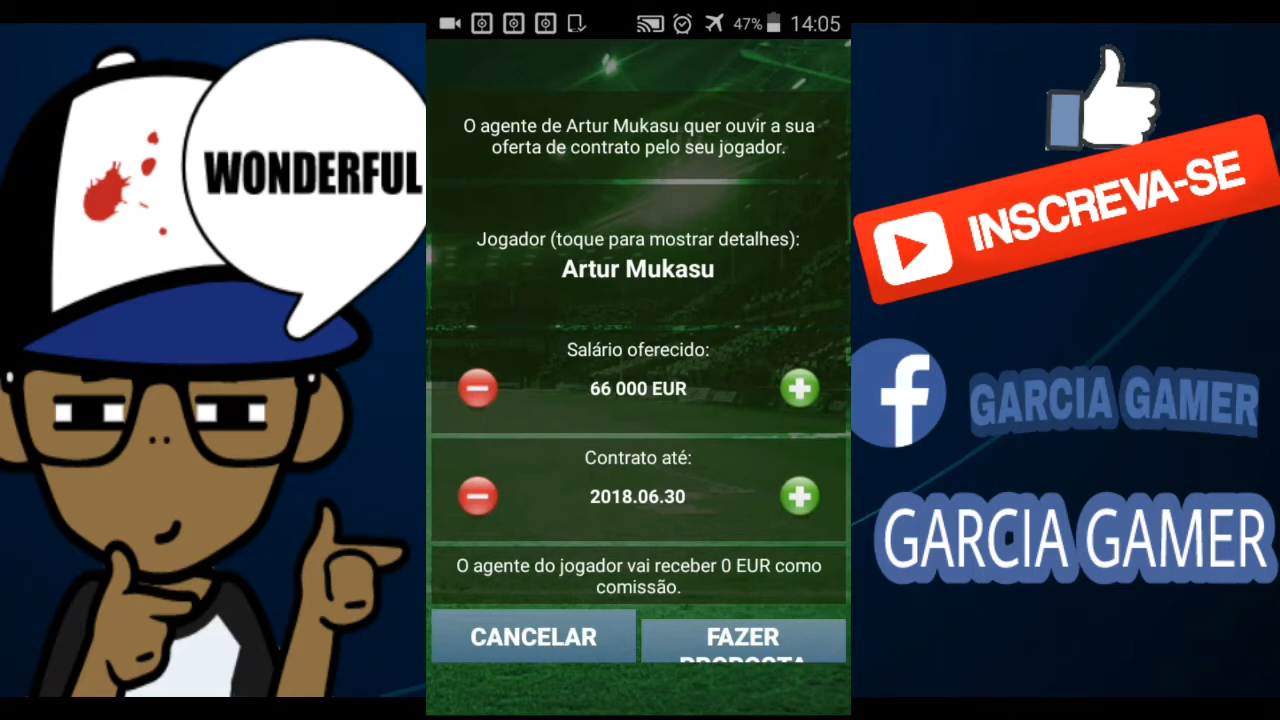 47% 14:05
WONDERFUL
O agente de Artur Mukasu quer ouvir a sua
oferta de contrato pelo seu jogador.
Jogador (toque para mostrar detalhes):
Artur Mukasu
Salário oferecido:
66 000 EUR
Contrato até:
2018.06.30
O agente do jogador vai receber 0 EUR como
comissão.
CANCELAR
FAZER
PROPOSTA
INSCREVA-SE
f
GARCIA GAMER
GARCIA GAMER